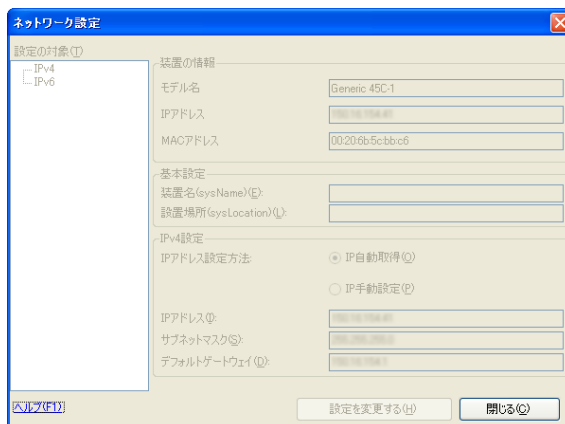 ネットワーク設定
設定の対象(T)
IPv4
IPv6
装置の情報
モデル名 Generic 45C-1
IPアドレス
MACアドレス 00:20:6b:5c:bb:c6
基本設定
装置名(sysName)(E):
設置場所(sysLocation)(L):
IPv4設定
IPアドレス設定方法: IP自動取得(O)
IP手動設定(P)
IPアドレス(I):
サブネットマスク(S):
デフォルトゲートウェイ(D):
ヘルプ(F1) 設定を変更する(H) 閉じる(C)